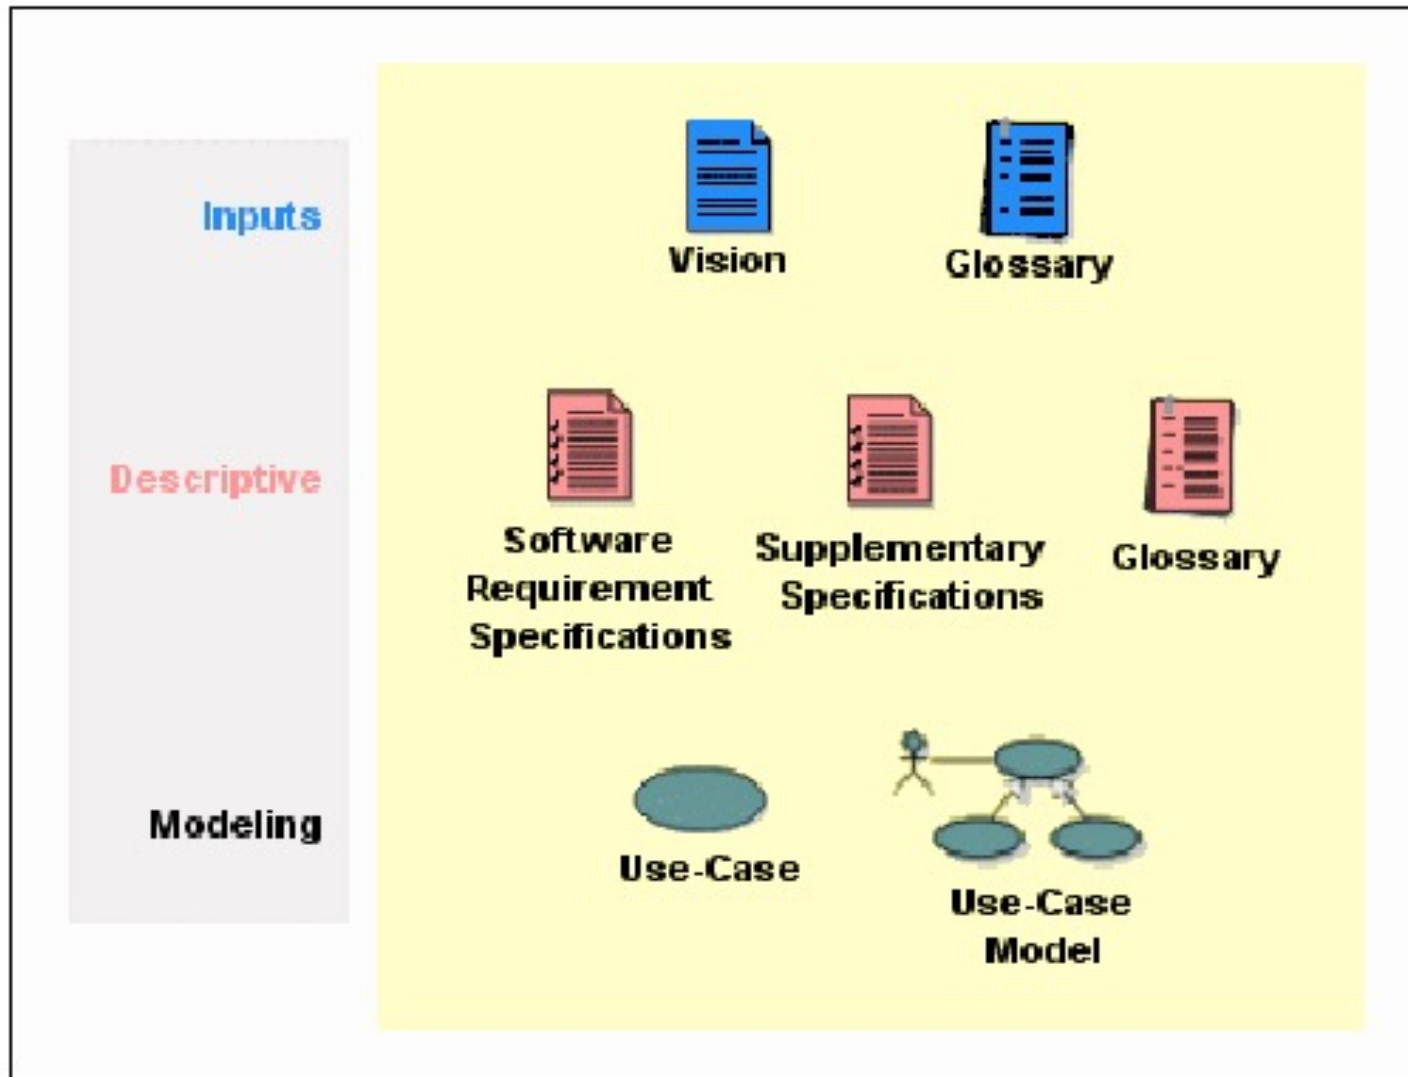 Inputs
Vision
Glossary
Descriptive
Software
Requirement
Specifications
Supplementary
Specifications
Glossary
Modeling
Use-Case
Use-Case
Model